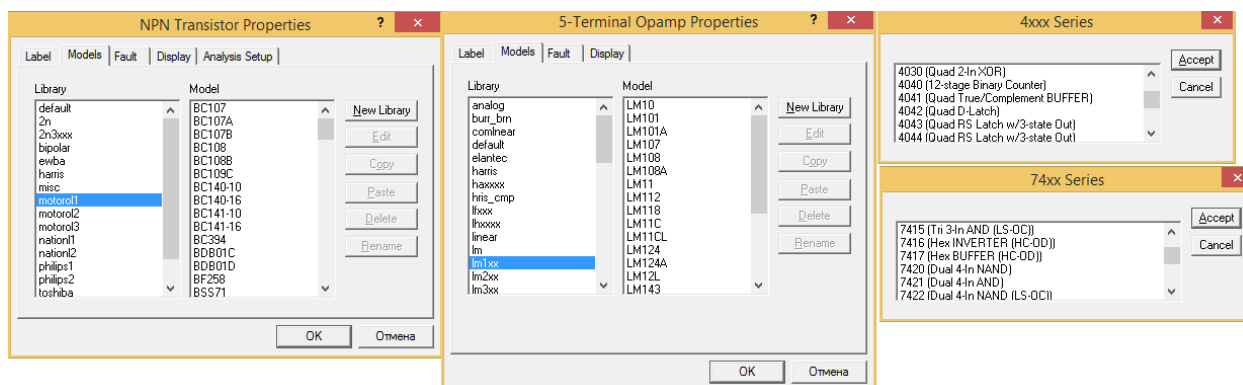 NPN Transistor Properties ? ×
Label Models Fault Display Analysis Setup
Library
default
2n
2n3xxx
bipolar
ewba
harris
misc
motorol1
motorol2
motorol3
nationl1
nationl2
philips1
philips2
toshiba
Model
BC107
BC107A
BC107B
BC108
BC108B
BC109C
BC140-10
BC140-16
BC141-10
BC141-16
BC394
BDB01C
BDB01D
BF258
BSS71
New Library
Edit
Copy
Paste
Delete
Rename
OK Отмена
5-Terminal Opamp Properties ? ×
Label Models Fault Display
Library
analog
burr_brn
comlnear
default
elantec
harris
haxxxx
hris_cmp
lfxxx
lhxxxx
linear
lm
lm1xx
lm2xx
lm3xx
Model
LM10
LM101
LM101A
LM107
LM108
LM108A
LM11
LM112
LM118
LM11C
LM11CL
LM124
LM124A
LM12L
LM143
New Library
Edit
Copy
Paste
Delete
Rename
OK Отмена
4xxx Series ×
4030 (Quad 2-In XOR)
4040 (12-stage Binary Counter)
4041 (Quad True/Complement BUFFER)
4042 (Quad D-Latch)
4043 (Quad RS Latch w/3-state Out)
4044 (Quad RS Latch w/3-state Out)
Accept
Cancel
74xx Series ×
7415 (Tri 3-In AND (LS-OC))
7416 (Hex INVERTER (HC-OD))
7417 (Hex BUFFER (HC-OD))
7420 (Dual 4-In NAND)
7421 (Dual 4-In AND)
7422 (Dual 4-In NAND (LS-OC))
Accept
Cancel